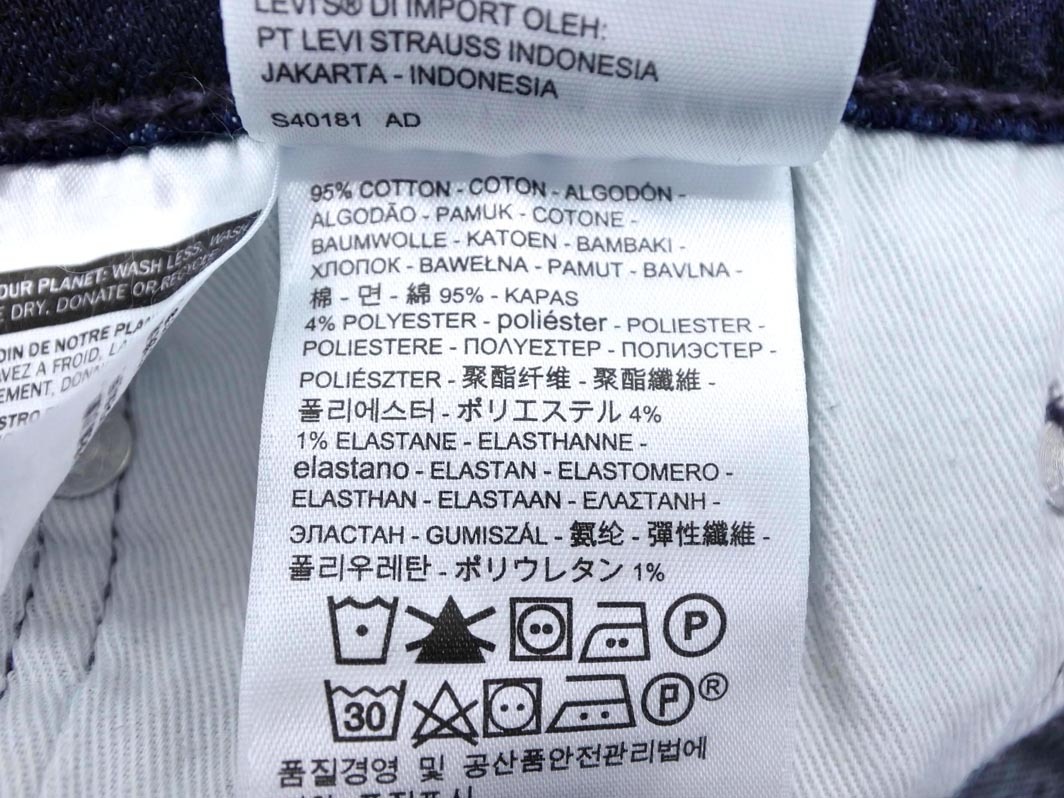 LEVI'S® DI IMPORT OLEH:
PT LEVI STRAUSS INDONESIA
JAKARTA - INDONESIA
S40181 AD
95% COTTON - COTON - ALGODÓN -
ALGODÃO - PAMUK - COTONE -
BAUMWOLLE - KATOEN - BAMBAKI -
ХЛОПОК - BAWEŁNA - PAMUT - BAVLNA -
棉 - 면 - 綿 95% - KAPAS
4% POLYESTER - poliéster - POLIESTER -
POLIESTERE - ΠΟΛΥΕΣΤΕΡ - ПОЛИЭСТЕР -
POLIÉSZTER - 聚酯纤维 - 聚酯纖維 -
폴리에스터 - ポリエステル 4%
1% ELASTANE - ELASTHANNE -
elastano - ELASTAN - ELASTOMERO -
ELASTHAN - ELASTAAN - ΕΛΑΣΤΑΝΗ -
ЭЛАСТАН - GUMISZÁL - 氨纶 - 彈性纖維 -
폴리우레탄 - ポリウレタン 1%
P
30 P ®
품질경영 및 공산품안전관리법에
OUR PLANET: WASH LESS, WASH
DRY, DONATE OR RECYCLE
OIN DE NOTRE PLA
AVEZ A FROID, LA
EMENT, DONN
STRO